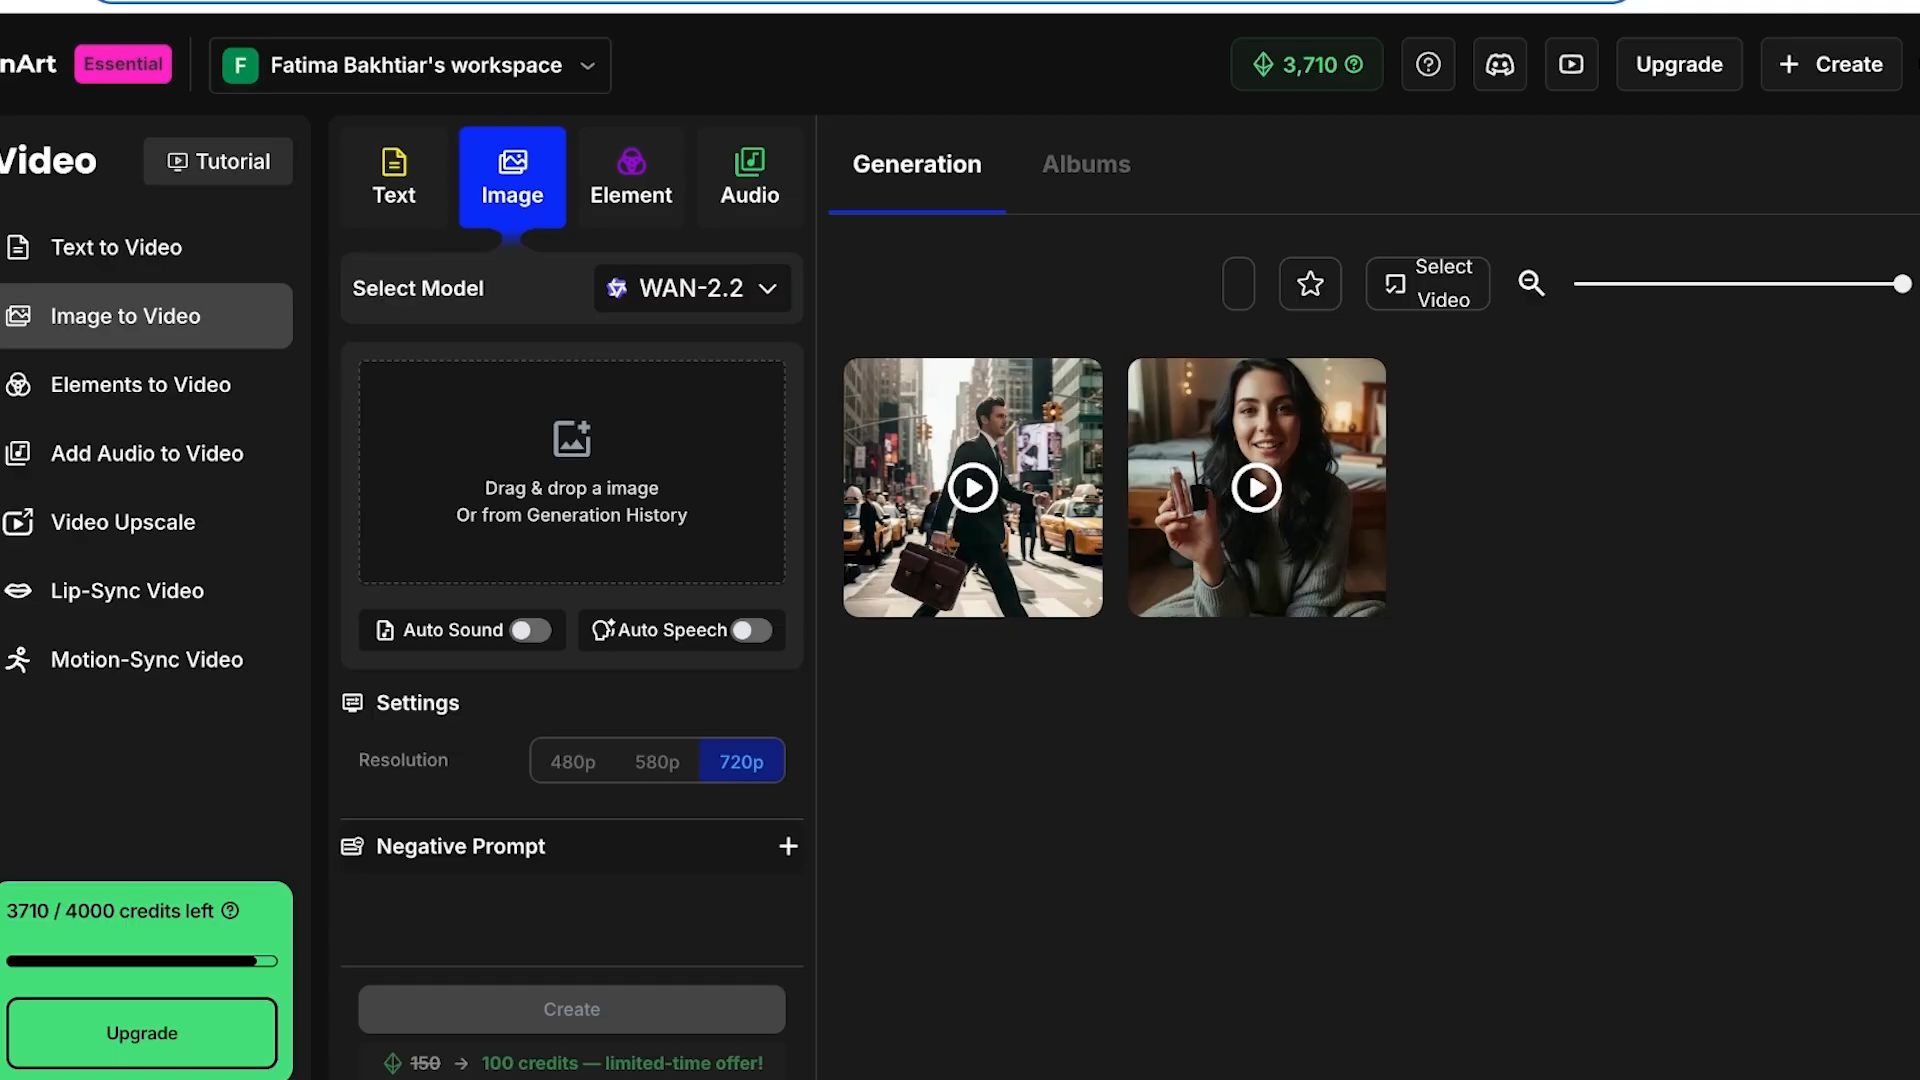 nArt
Essential
F
Fatima Bakhtiar's workspace
3,710
Upgrade
+ Create
Video
Tutorial
Text to Video
Image to Video
Elements to Video
Add Audio to Video
Video Upscale
Lip-Sync Video
Motion-Sync Video
3710 / 4000 credits left
Upgrade
Text
Image
Element
Audio
Select Model
WAN-2.2
Drag & drop a image
Or from Generation History
Auto Sound
Auto Speech
Settings
Resolution
480p
580p
720p
Negative Prompt
+
Create
150 → 100 credits — limited-time offer!
Generation
Albums
Select
Video